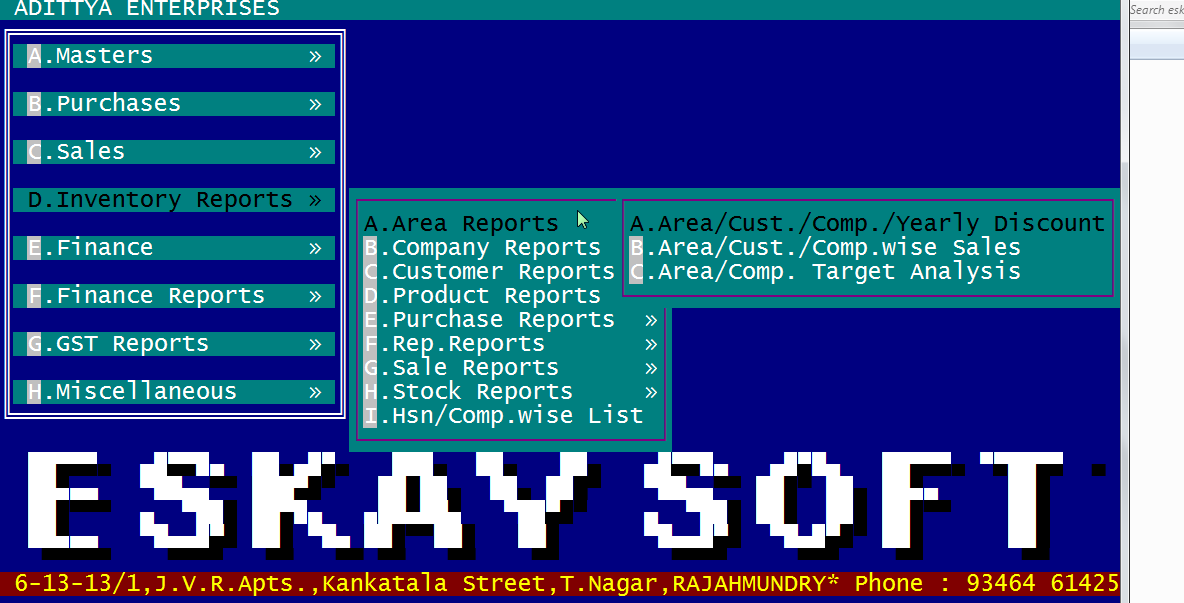 ADITTYA ENTERPRISES
Search esk
A.Masters »
B.Purchases »
C.Sales »
D.Inventory Reports »
E.Finance »
F.Finance Reports »
G.GST Reports »
H.Miscellaneous »
A.Area Reports
B.Company Reports
C.Customer Reports
D.Product Reports
E.Purchase Reports »
F.Rep.Reports »
G.Sale Reports »
H.Stock Reports »
I.Hsn/Comp.wise List
A.Area/Cust./Comp./Yearly Discount
B.Area/Cust./Comp.wise Sales
C.Area/Comp. Target Analysis
ESKAY SOFT
6-13-13/1,J.V.R.Apts.,Kankatala Street,T.Nagar,RAJAHMUNDRY* Phone : 93464 61425